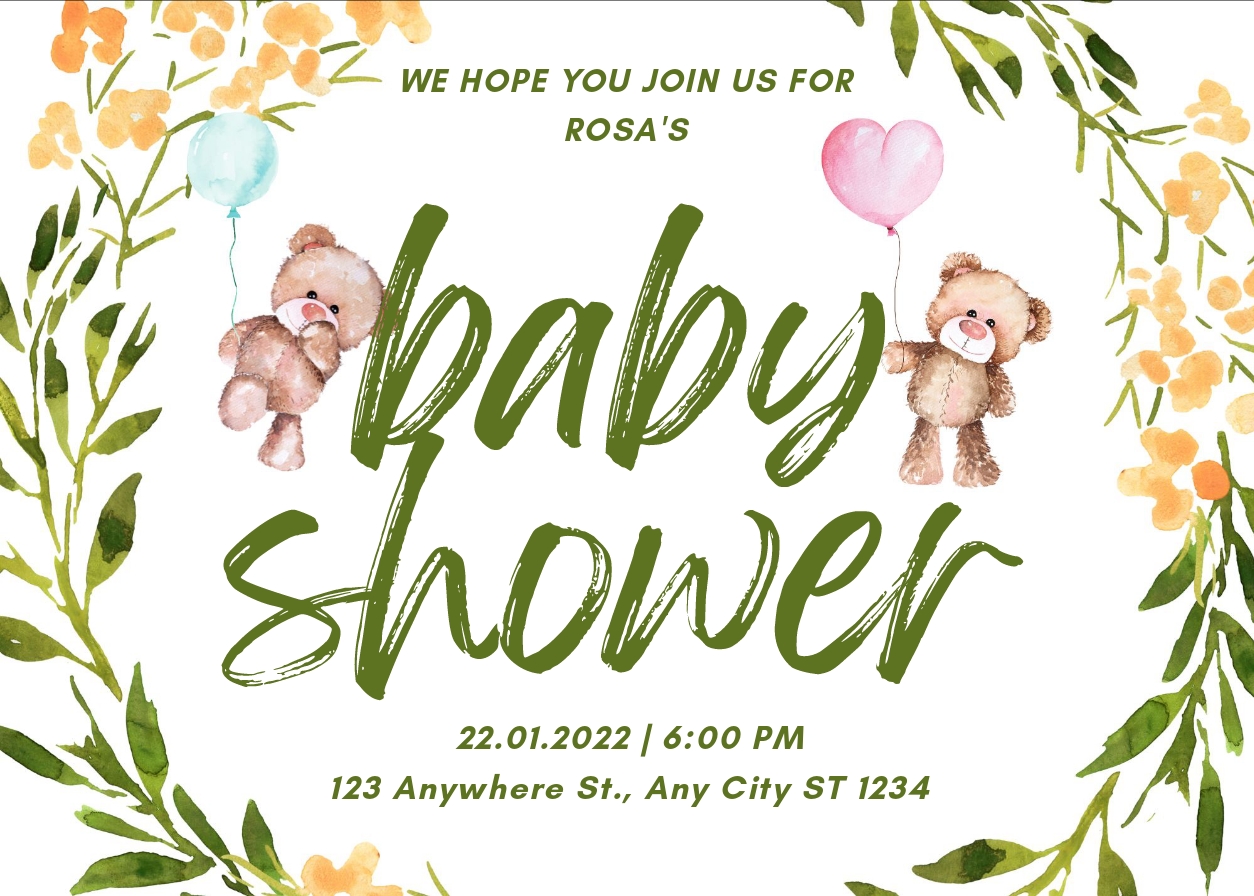 WE HOPE YOU JOIN US FOR
ROSA'S
baby
shower
22.01.2022 | 6:00 PM
123 Anywhere St., Any City ST 1234